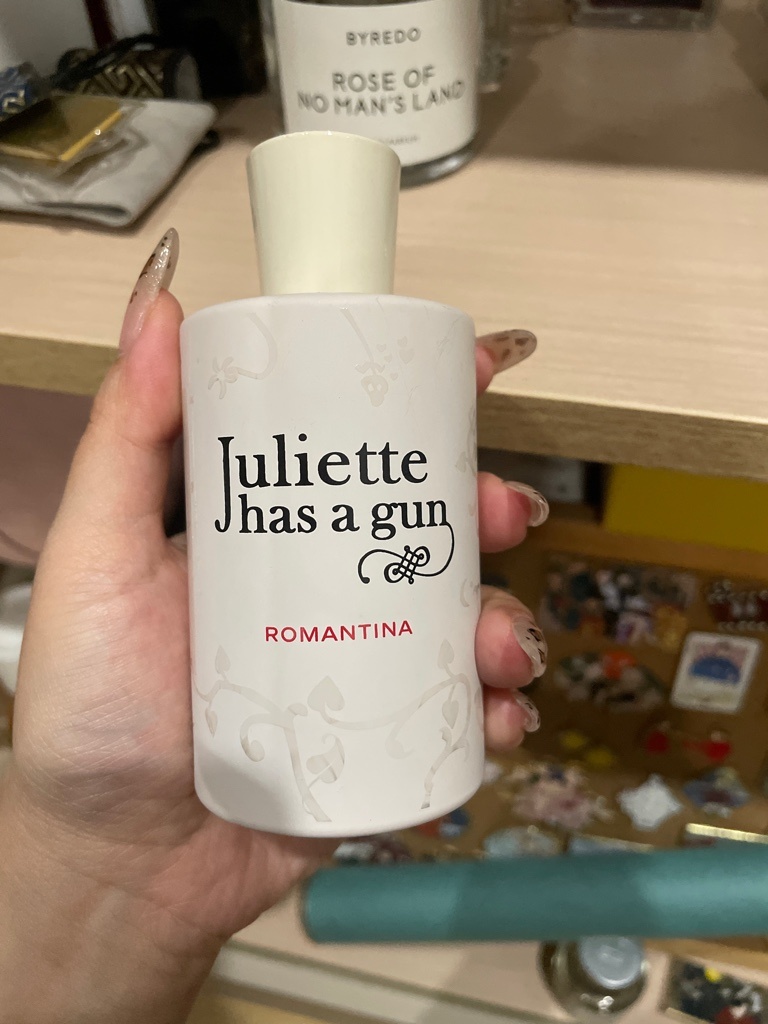 BYREDO
ROSE OF
NO MAN'S LAND
Juliette
has a gun
ROMANTINA